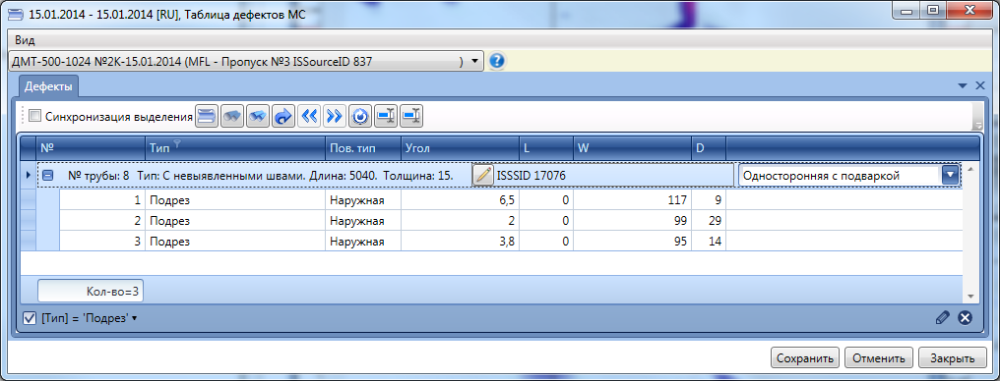 15.01.2014 - 15.01.2014 [RU], Таблица дефектов МС
Вид
ДМТ-500-1024 №2К-15.01.2014 (MFL - Пропуск №3 ISSourceID 837 )
Дефекты
Синхронизация выделения
№ Тип Пов. тип Угол L W D
№ трубы: 8 Тип: С невыявленными швами. Длина: 5040. Толщина: 15. ISSSID 17076 Односторонняя с подваркой
1 Подрез Наружная 6,5 0 117 9
2 Подрез Наружная 2 0 99 29
3 Подрез Наружная 3,8 0 95 14
Кол-во=3
[Тип] = 'Подрез'
Сохранить Отменить Закрыть